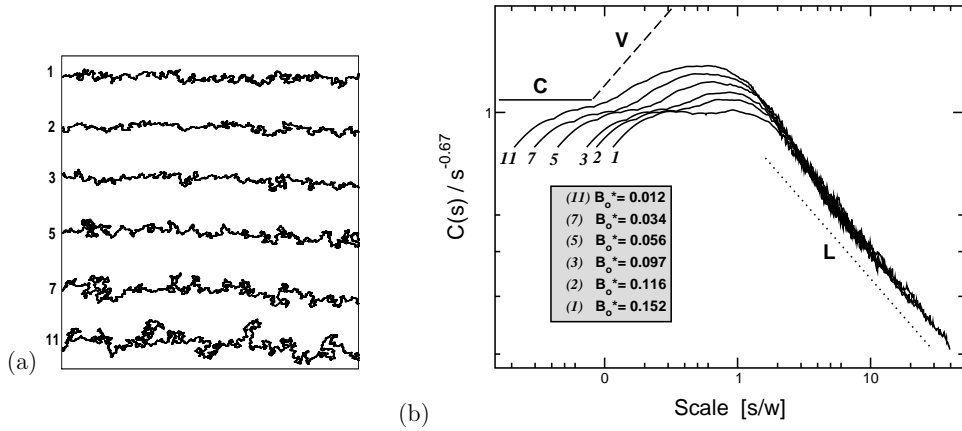 (a)
1
2
3
5
7
11
(b)
C(s) / s^-0.67
1
C
V
11 7 5 3 2 1
(11) B_o*= 0.012
(7) B_o*= 0.034
(5) B_o*= 0.056
(3) B_o*= 0.097
(2) B_o*= 0.116
(1) B_o*= 0.152
L
0 1 10
Scale [s/w]